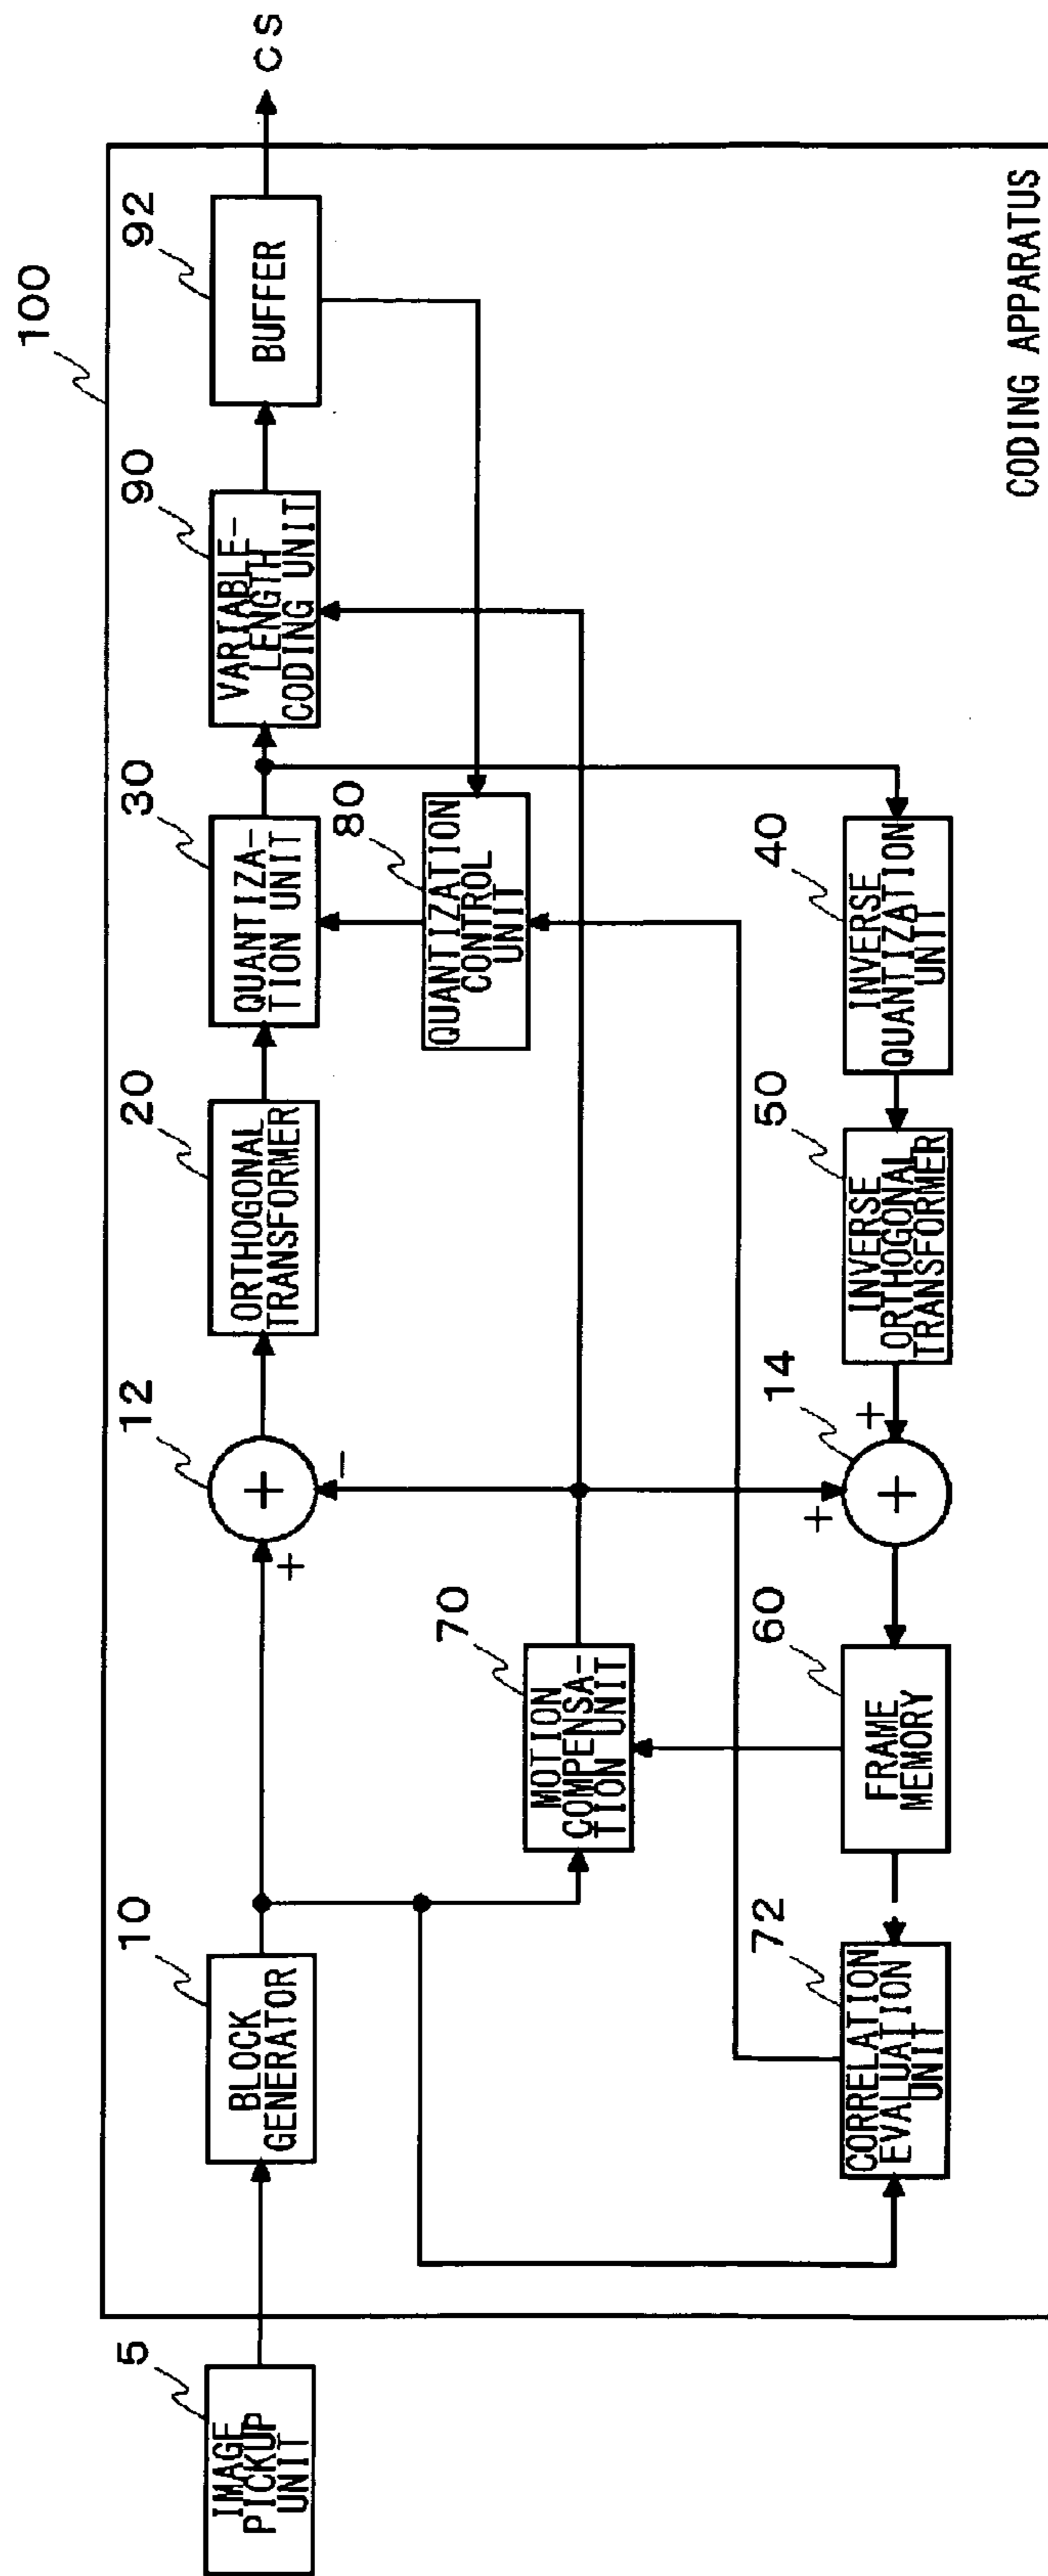 100
5
IMAGE
PICKUP
UNIT
10
BLOCK
GENERATOR
12
+
+
-
20
ORTHOGONAL
TRANSFORMER
30
QUANTIZA-
TION UNIT
90
VARIABLE-
LENGTH
CODING UNIT
92
BUFFER
CS
80
QUANTIZATION
CONTROL
UNIT
70
MOTION
COMPENSA-
TION UNIT
72
CORRELATION
EVALUATION
UNIT
60
FRAME
MEMORY
14
+
+
+
50
INVERSE
ORTHOGONAL
TRANSFORMER
40
INVERSE
QUANTIZATION
UNIT
CODING APPARATUS